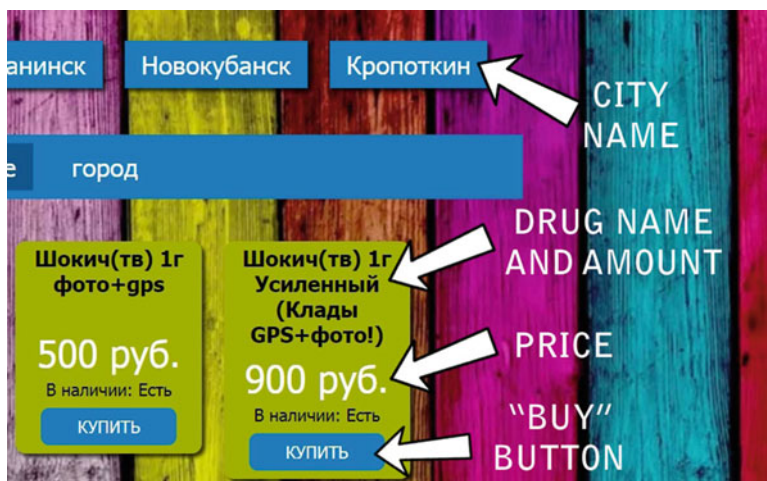 анинск Новокубанск Кропоткин
CITY
NAME
е город
DRUG NAME
AND AMOUNT
Шокич(тв) 1г
фото+gps
500 руб.
В наличии: Есть
КУПИТЬ
Шокич(тв) 1г
Усиленный
(Клады
GPS+фото!)
900 руб.
В наличии: Есть
КУПИТЬ
PRICE
“BUY”
BUTTON